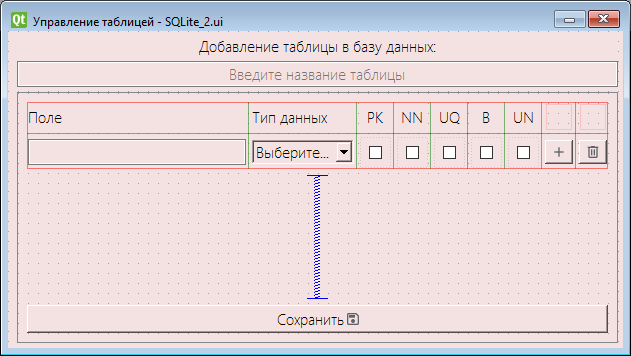 Qt Управление таблицей - SQLite_2.ui
Добавление таблицы в базу данных:
Введите название таблицы
Поле Тип данных PK NN UQ B UN
Выберите...
Сохранить